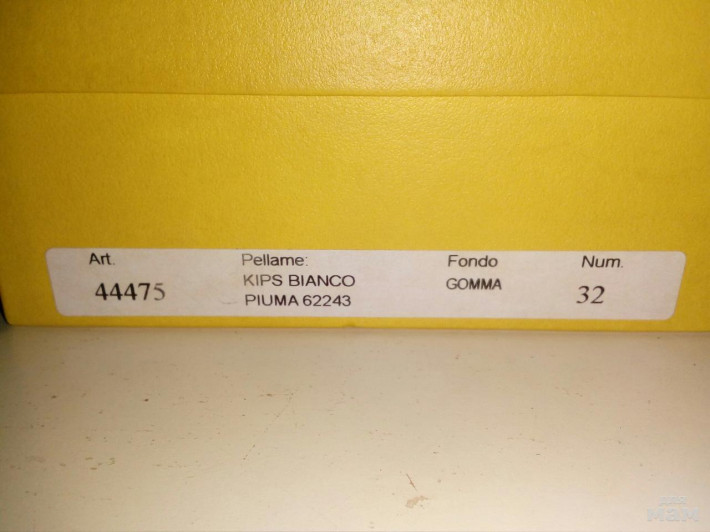 Art. Pellame: Fondo Num.
44475 KIPS BIANCO GOMMA 32
PIUMA 62243